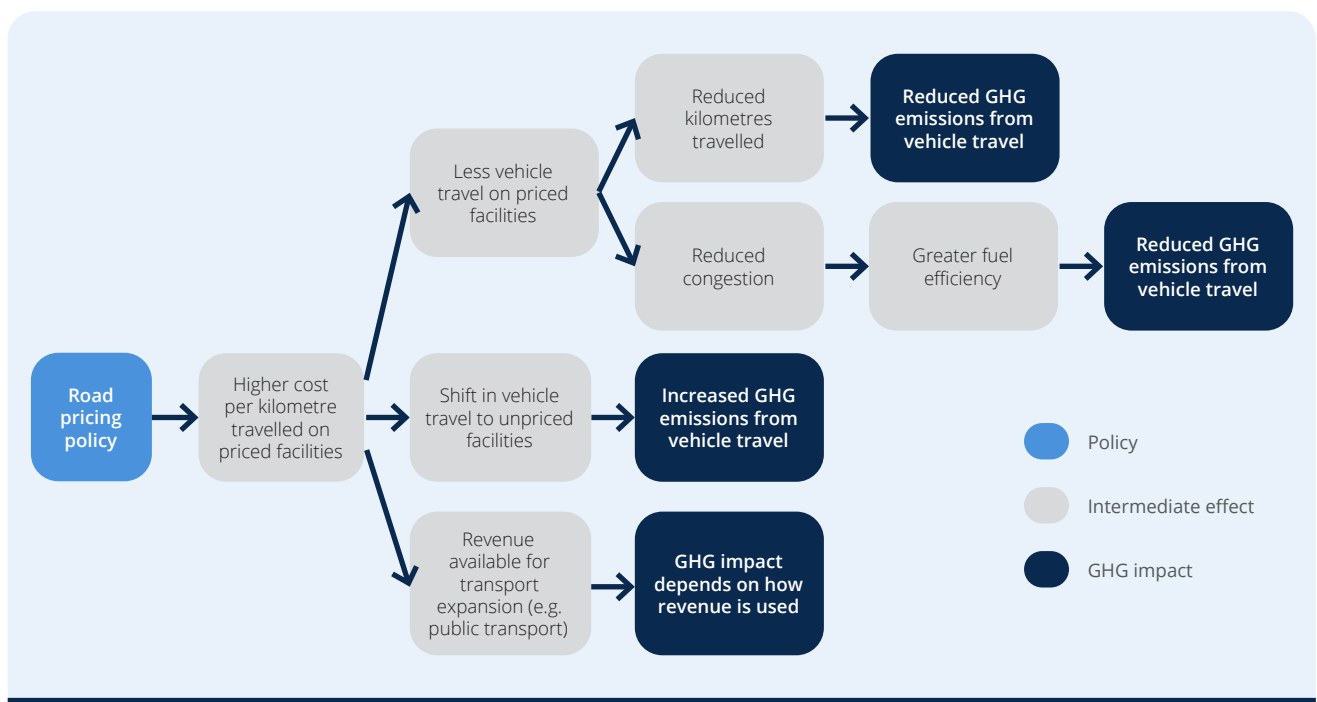 Road
pricing
policy
Higher cost
per kilometre
travelled on
priced facilities
Less vehicle
travel on priced
facilities
Reduced
kilometres
travelled
Reduced GHG
emissions from
vehicle travel
Reduced
congestion
Greater fuel
efficiency
Reduced GHG
emissions from
vehicle travel
Shift in vehicle
travel to unpriced
facilities
Increased GHG
emissions from
vehicle travel
Revenue
available for
transport
expansion (e.g.
public transport)
GHG impact
depends on how
revenue is used
Policy
Intermediate effect
GHG impact